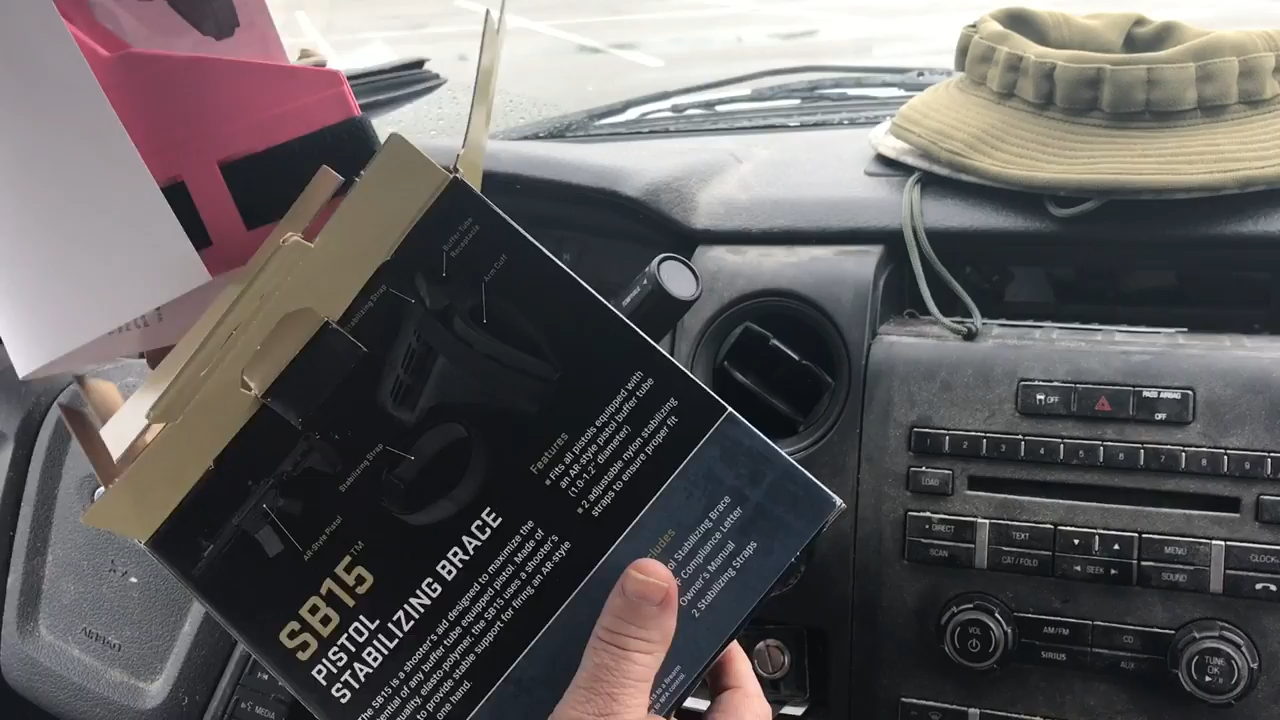 Buffer Tube
Receptacle
Arm Cuff
Stabilizing Strap
Stabilizing Strap
AR-Style Pistol
SB15™
PISTOL
STABILIZING BRACE
The SB15 is a shooter's aid designed to maximize the
of any buffer tube equipped pistol. Made of
elasto-polymer, the SB15 uses a shooter's
to provide stable support for firing an AR-style
one hand.
Features
▪ Fits all pistols equipped with
an AR-style pistol buffer tube
(1.0-1.2" diameter)
▪ 2 adjustable nylon stabilizing
straps to ensure proper fit
Stabilizing Brace
Compliance Letter
Owner's Manual
2 Stabilizing Straps
to a firearm
control
AIRBAG
MEDIA
OFF
PASS AIRBAG
OFF
1 2 3 4 5 6 7 8 9
LOAD
DIRECT
SCAN
TEXT
CAT/FOLD
SEEK
MENU
SOUND
CLOCK
VOL
AM/FM
SIRIUS
CD
AUX
TUNE
OK